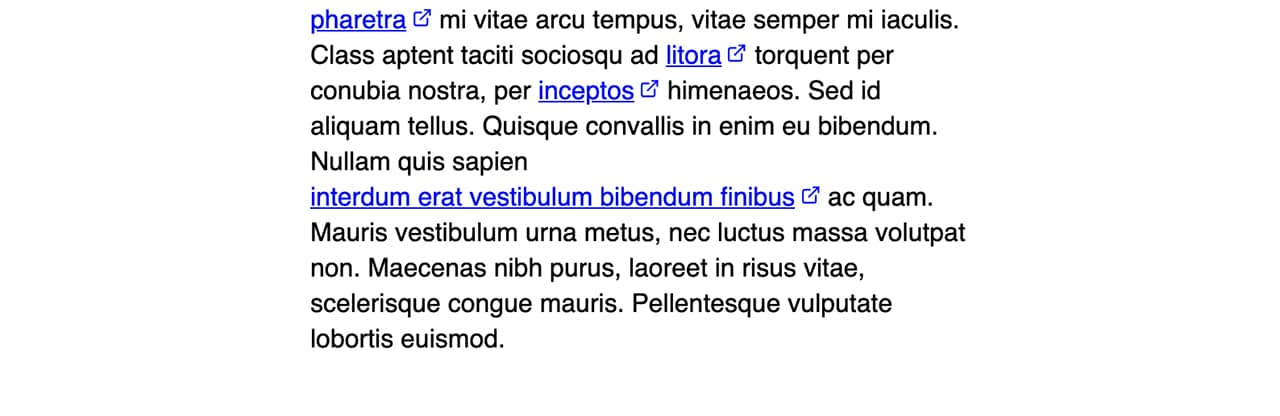 pharetra mi vitae arcu tempus, vitae semper mi iaculis.
Class aptent taciti sociosqu ad litora torquent per
conubia nostra, per inceptos himenaeos. Sed id
aliquam tellus. Quisque convallis in enim eu bibendum.
Nullam quis sapien
interdum erat vestibulum bibendum finibus ac quam.
Mauris vestibulum urna metus, nec luctus massa volutpat
non. Maecenas nibh purus, laoreet in risus vitae,
scelerisque congue mauris. Pellentesque vulputate
lobortis euismod.